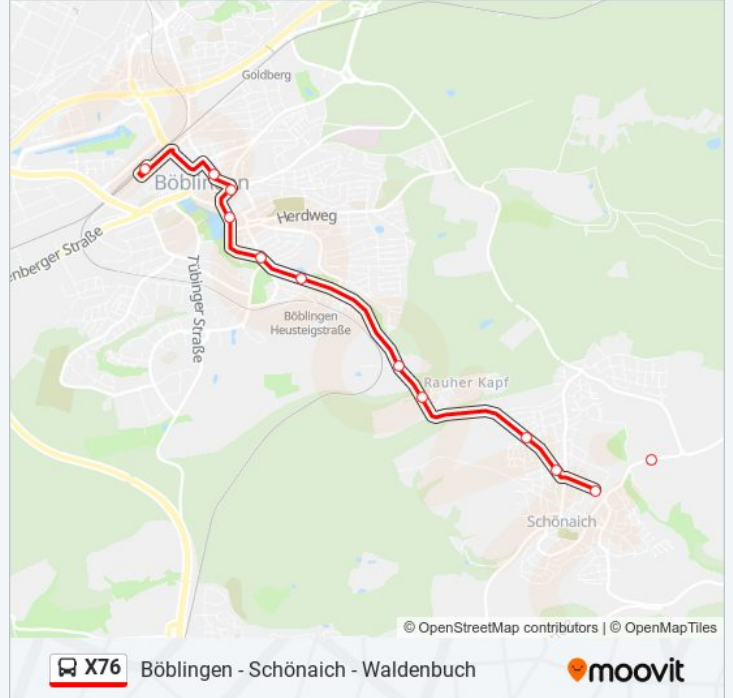 Goldberg
Böblingen
Herdweg
enberger Straße
Tübinger Straße
Böblingen
Heusteigstraße
Rauher Kapf
Schönaich
© OpenStreetMap contributors | © OpenMapTiles
X76 Böblingen - Schönaich - Waldenbuch
moovit